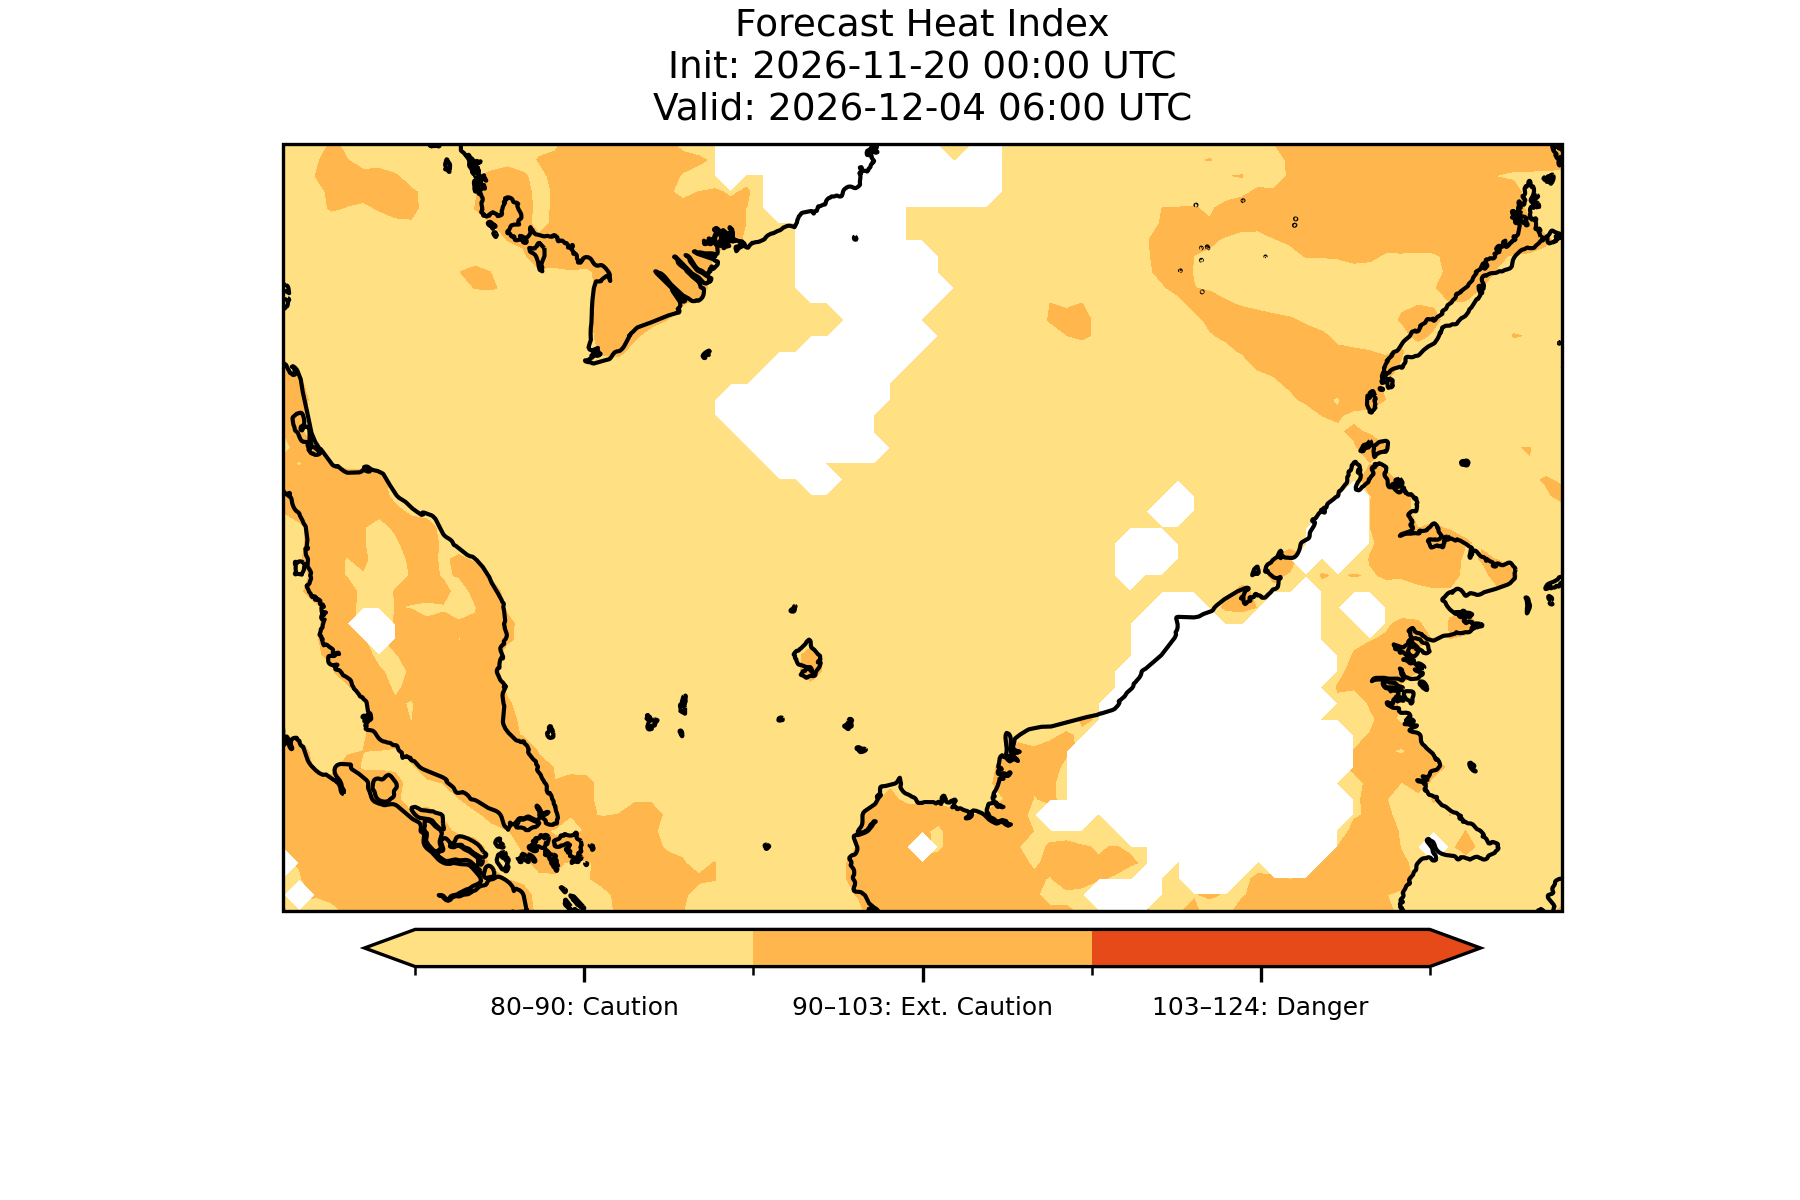 Forecast Heat Index
Init: 2026-11-20 00:00 UTC
Valid: 2026-12-04 06:00 UTC
80–90: Caution
90–103: Ext. Caution
103–124: Danger